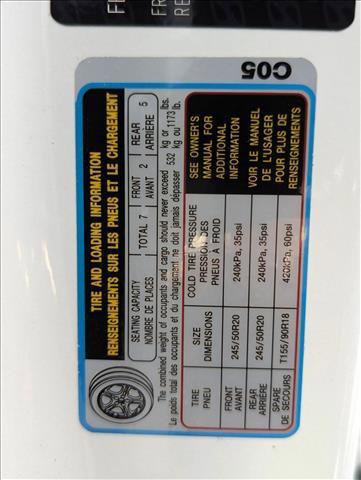 TIRE AND LOADING INFORMATION
RENSEIGNEMENTS SUR LES PNEUS ET LE CHARGEMENT
SEATING CAPACITY TOTAL 7 FRONT 2 REAR 5
NOMBRE DE PLACES AVANT ARRIÈRE
The combined weight of occupants and cargo should never exceed 532 kg or 1173 lbs.
Le poids total des occupants et du chargement ne doit jamais dépasser 532 kg ou 1173 lb.
TIRE SIZE COLD TIRE PRESSURE
PNEU DIMENSIONS PRESSION DES
PNEUS A FROID
FRONT 245/50R20 240kPa, 35psi
AVANT
REAR 245/50R20 240kPa, 35psi
ARRIÈRE
SPARE T155/90R18 420kPa, 60psi
DE SECOURS
SEE OWNER'S
MANUAL FOR
ADDITIONAL
INFORMATION
VOIR LE MANUEL
DE L'USAGER
POUR PLUS DE
RENSEIGNEMENTS
C05